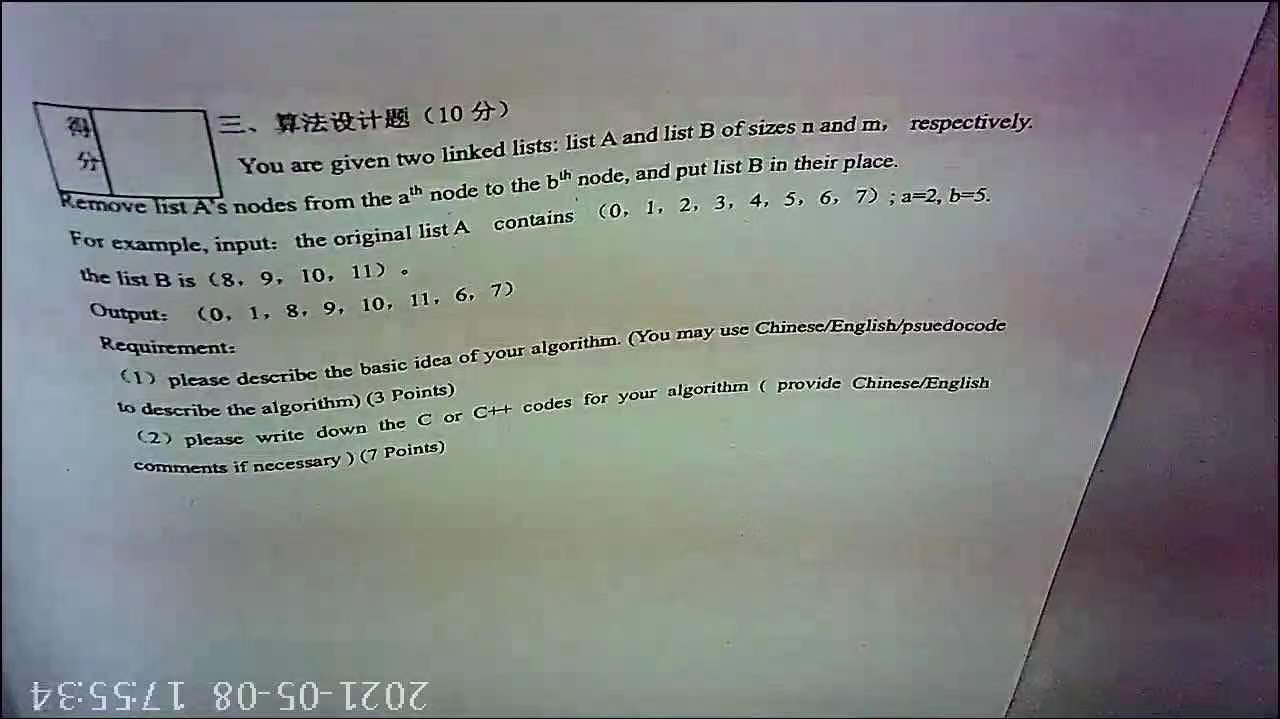 得
分
三、算法设计题（10 分）
You are given two linked lists: list A and list B of sizes n and m， respectively.
Remove list A's nodes from the aᵗʰ node to the bᵗʰ node, and put list B in their place.
For example, input： the original list A contains （0，1，2，3，4，5，6，7）; a=2, b=5.
the list B is（8，9，10，11）。
Output： （0，1，8，9，10，11，6，7）
Requirement:
（1）please describe the basic idea of your algorithm. (You may use Chinese/English/psuedocode
to describe the algorithm) (3 Points)
（2）please write down the C or C++ codes for your algorithm ( provide Chinese/English
comments if necessary ) (7 Points)
2021-05-08 17:55:34